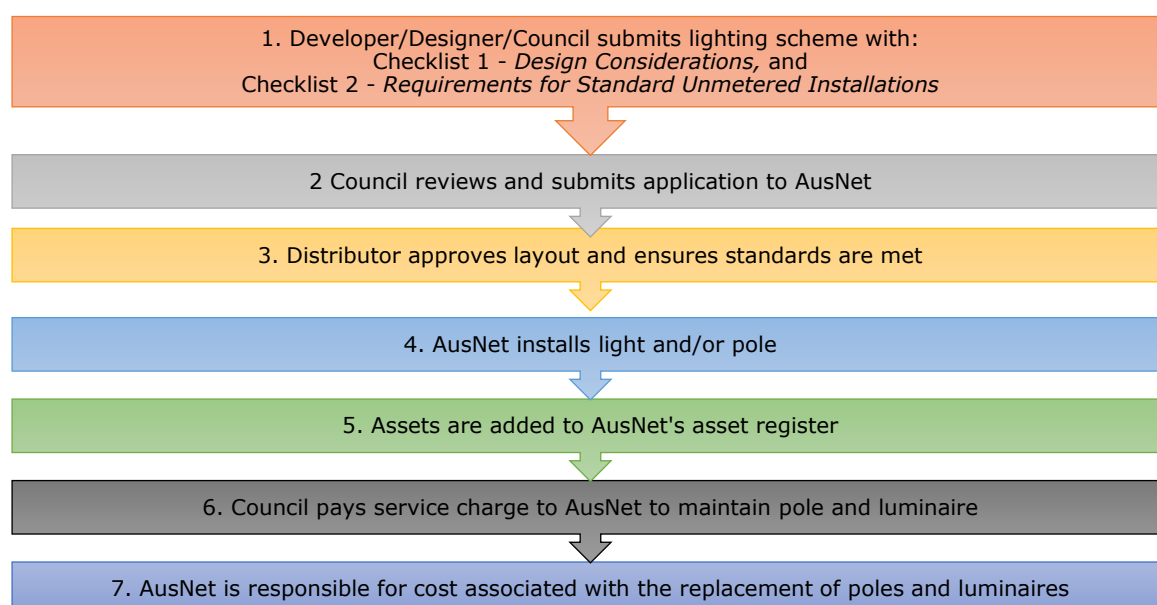 1. Developer/Designer/Council submits lighting scheme with:
Checklist 1 - Design Considerations, and
Checklist 2 - Requirements for Standard Unmetered Installations
2 Council reviews and submits application to AusNet
3. Distributor approves layout and ensures standards are met
4. AusNet installs light and/or pole
5. Assets are added to AusNet's asset register
6. Council pays service charge to AusNet to maintain pole and luminaire
7. AusNet is responsible for cost associated with the replacement of poles and luminaires